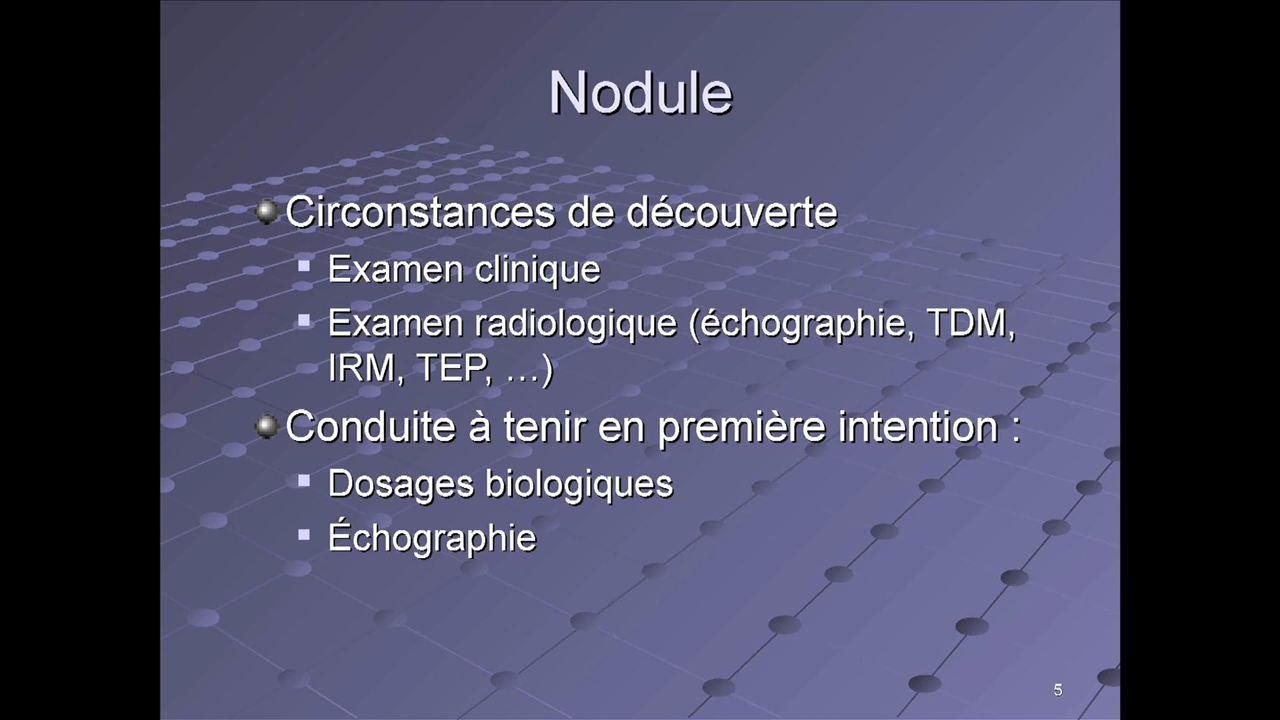 Nodule
Circonstances de découverte
Examen clinique
Examen radiologique (échographie, TDM,
IRM, TEP, …)
Conduite à tenir en première intention :
Dosages biologiques
Échographie
5